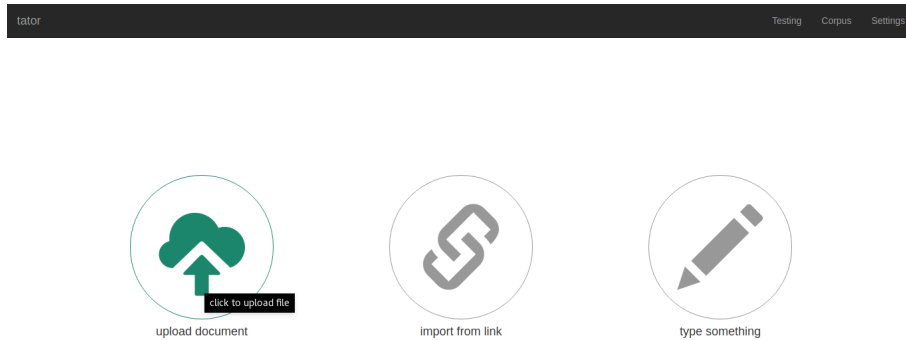 tator Testing Corpus Settings
click to upload file
upload document import from link type something